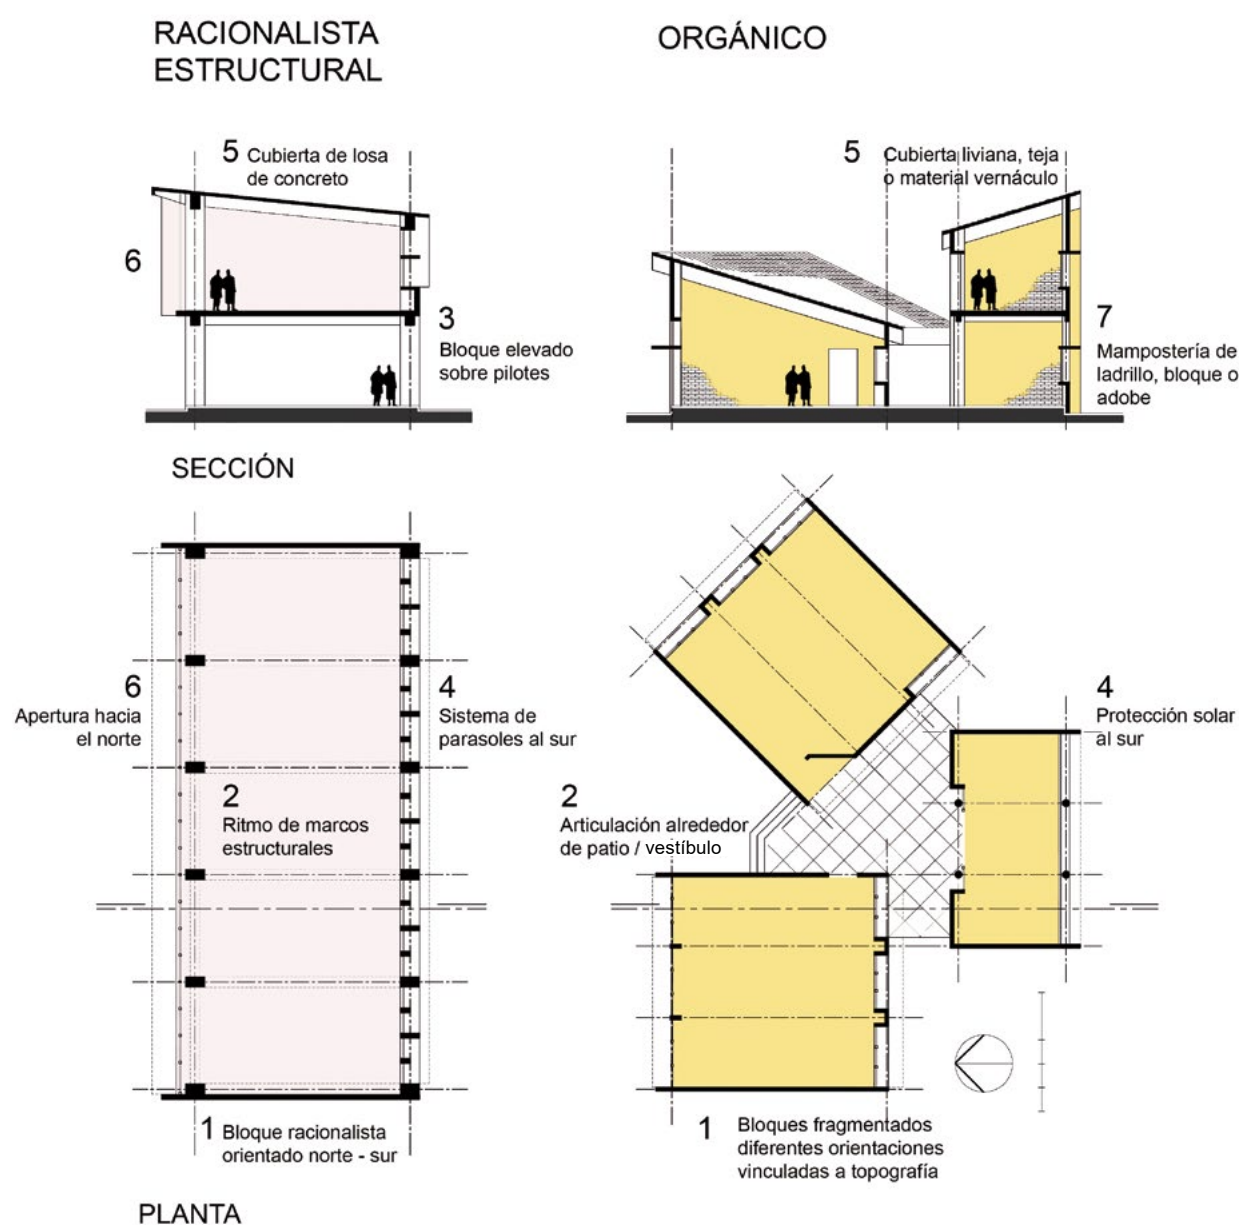 RACIONALISTA
ESTRUCTURAL
ORGÁNICO
5 Cubierta de losa
de concreto
5 Cubierta liviana, teja
o material vernáculo
6
3
Bloque elevado
sobre pilotes
7
Mampostería de
ladrillo, bloque o
adobe
SECCIÓN
6
Apertura hacia
el norte
4
Sistema de
parasoles al sur
2
Ritmo de marcos
estructurales
4
Protección solar
al sur
2
Articulación alrededor
de patio / vestíbulo
1 Bloque racionalista
orientado norte - sur
1 Bloques fragmentados
diferentes orientaciones
vinculadas a topografía
PLANTA